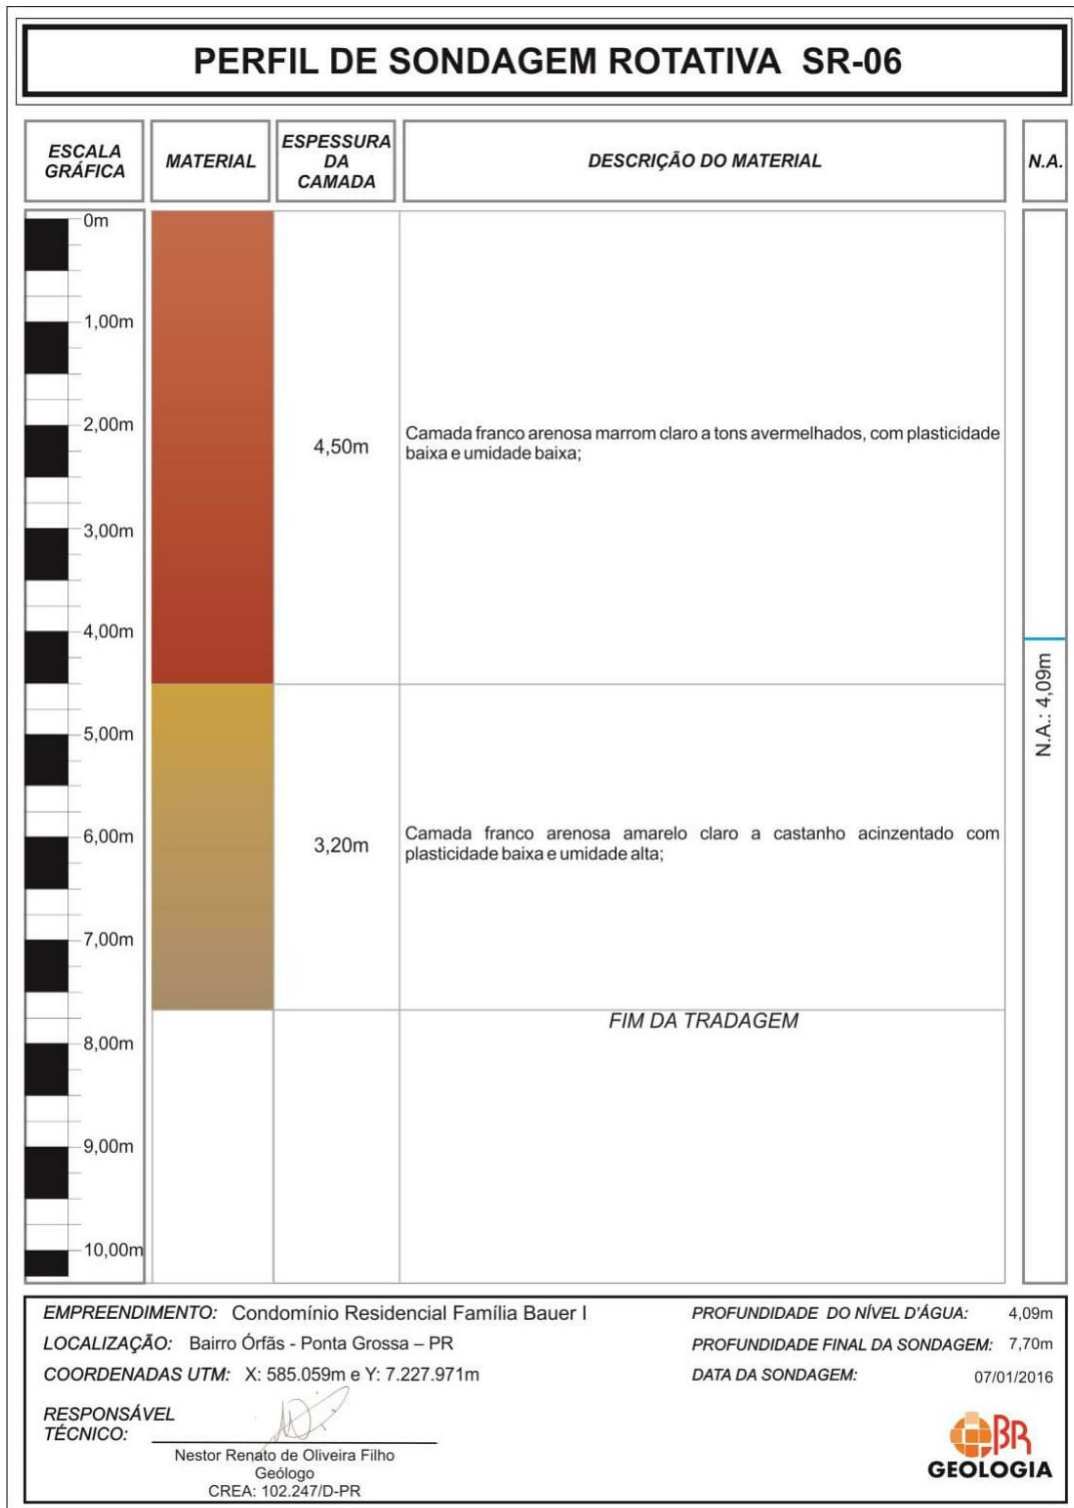 PERFIL DE SONDAGEM ROTATIVA SR-06
ESCALA
GRÁFICA
MATERIAL
ESPESSURA
DA
CAMADA
DESCRIÇÃO DO MATERIAL
N.A.
0m
1,00m
2,00m
3,00m
4,00m
5,00m
6,00m
7,00m
8,00m
9,00m
10,00m
4,50m
Camada franco arenosa marrom claro a tons avermelhados, com plasticidade
baixa e umidade baixa;
3,20m
Camada franco arenosa amarelo claro a castanho acinzentado com
plasticidade baixa e umidade alta;
FIM DA TRADAGEM
N.A.: 4,09m
EMPREENDIMENTO: Condomínio Residencial Família Bauer I
LOCALIZAÇÃO: Bairro Órfãs - Ponta Grossa – PR
COORDENADAS UTM: X: 585.059m e Y: 7.227.971m
RESPONSÁVEL
TÉCNICO:
Nestor Renato de Oliveira Filho
Geólogo
CREA: 102.247/D-PR
PROFUNDIDADE DO NÍVEL D'ÁGUA: 4,09m
PROFUNDIDADE FINAL DA SONDAGEM: 7,70m
DATA DA SONDAGEM: 07/01/2016
BR
GEOLOGIA